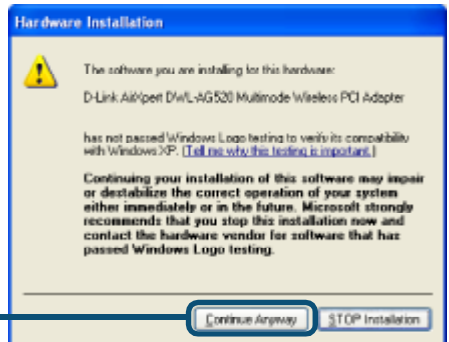 Hardware Installation
The software you are installing for this hardware:
D-Link AirXpert DWL-AG520 Multimode Wireless PCI Adapter
has not passed Windows Logo testing to verify its compatibility
with Windows XP. (Tell me why this testing is important.)
Continuing your installation of this software may impair
or destabilize the correct operation of your system
either immediately or in the future. Microsoft strongly
recommends that you stop this installation now and
contact the hardware vendor for software that has
passed Windows Logo testing.
Continue Anyway
STOP Installation